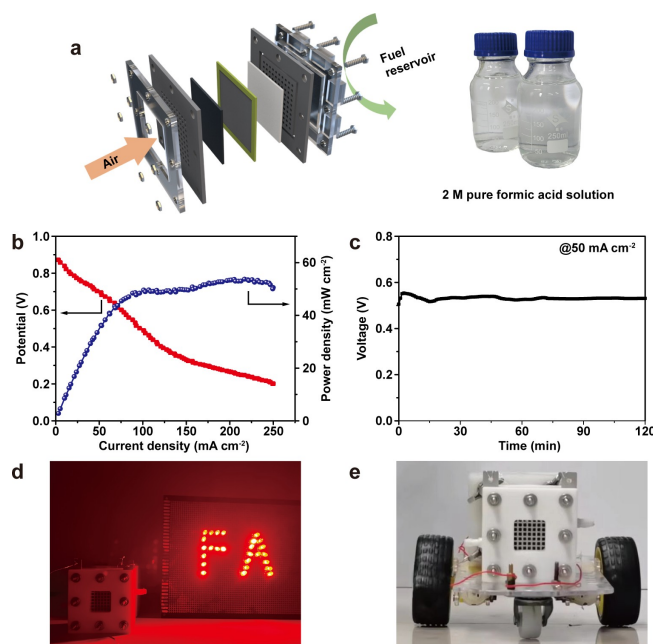 a
Fuel
reservoir
Air
250
2 M pure formic acid solution
b
1.0
0.8
0.6
0.4
0.2
0.0
Potential (V)
0 50 100 150 200 250
Current density (mA cm⁻²)
60
40
20
0
Power density (mW cm⁻²)
c
@50 mA cm⁻²
0.8
0.6
0.4
0.2
0.0
Voltage (V)
0 30 60 90 120
Time (min)
d
FA
e